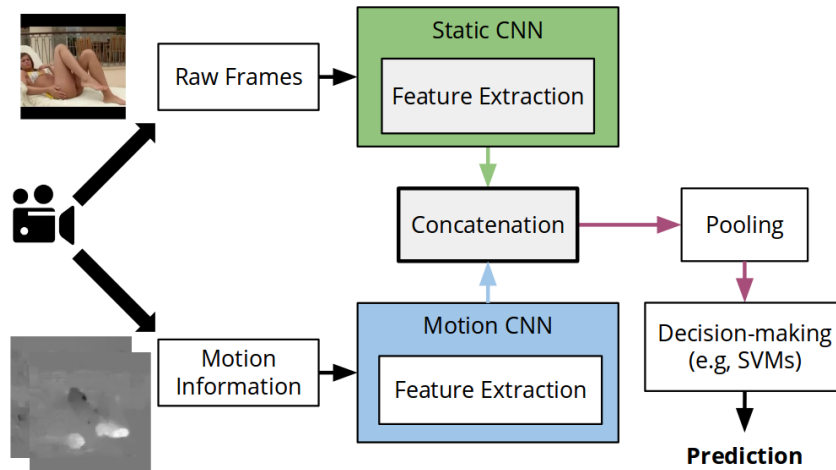 Static CNN
Raw Frames
Feature Extraction
Concatenation
Pooling
Motion CNN
Motion
Information
Feature Extraction
Decision-making
(e.g, SVMs)
Prediction